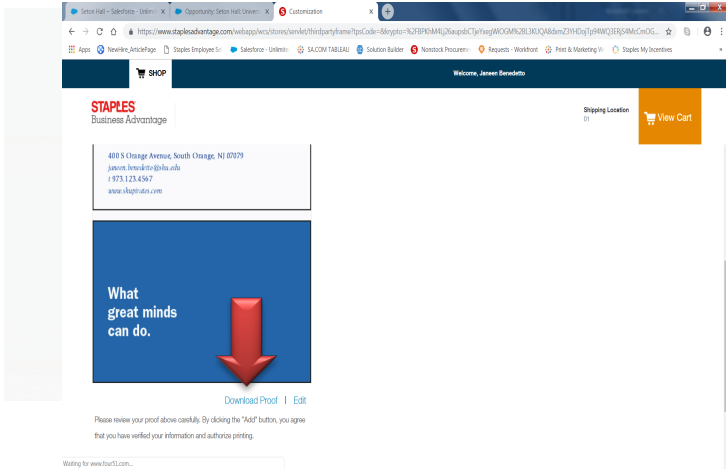 Seton Hall – Salesforce - Unlimi X
Opportunity: Seton Hall: Univers X
Customization X
https://www.staplesadvantage.com/webapp/wcs/stores/servlet/thirdpartyframe?
Apps
NewHire_ArticlePage
Staples Employee Sel
Salesforce - Unlimite
SA.COM TABLEAU
Solution Builder
Nonstock Procureme
Requests - Workfront
Print & Marketing W
Staples My Incentives
»
SHOP
Welcome, Janeen Benedetto
STAPLES
Business Advantage
Shipping Location
01
View Cart
400 S Orange Avenue, South Orange, NJ 07079
janeen.benedetto@shu.edu
t 973.123.4567
www.shupirates.com
What
great minds
can do.
Download Proof | Edit
Please review your proof above carefully. By clicking the "Add" button, you agree
that you have verified your information and authorize printing.
Waiting for www.four51.com...